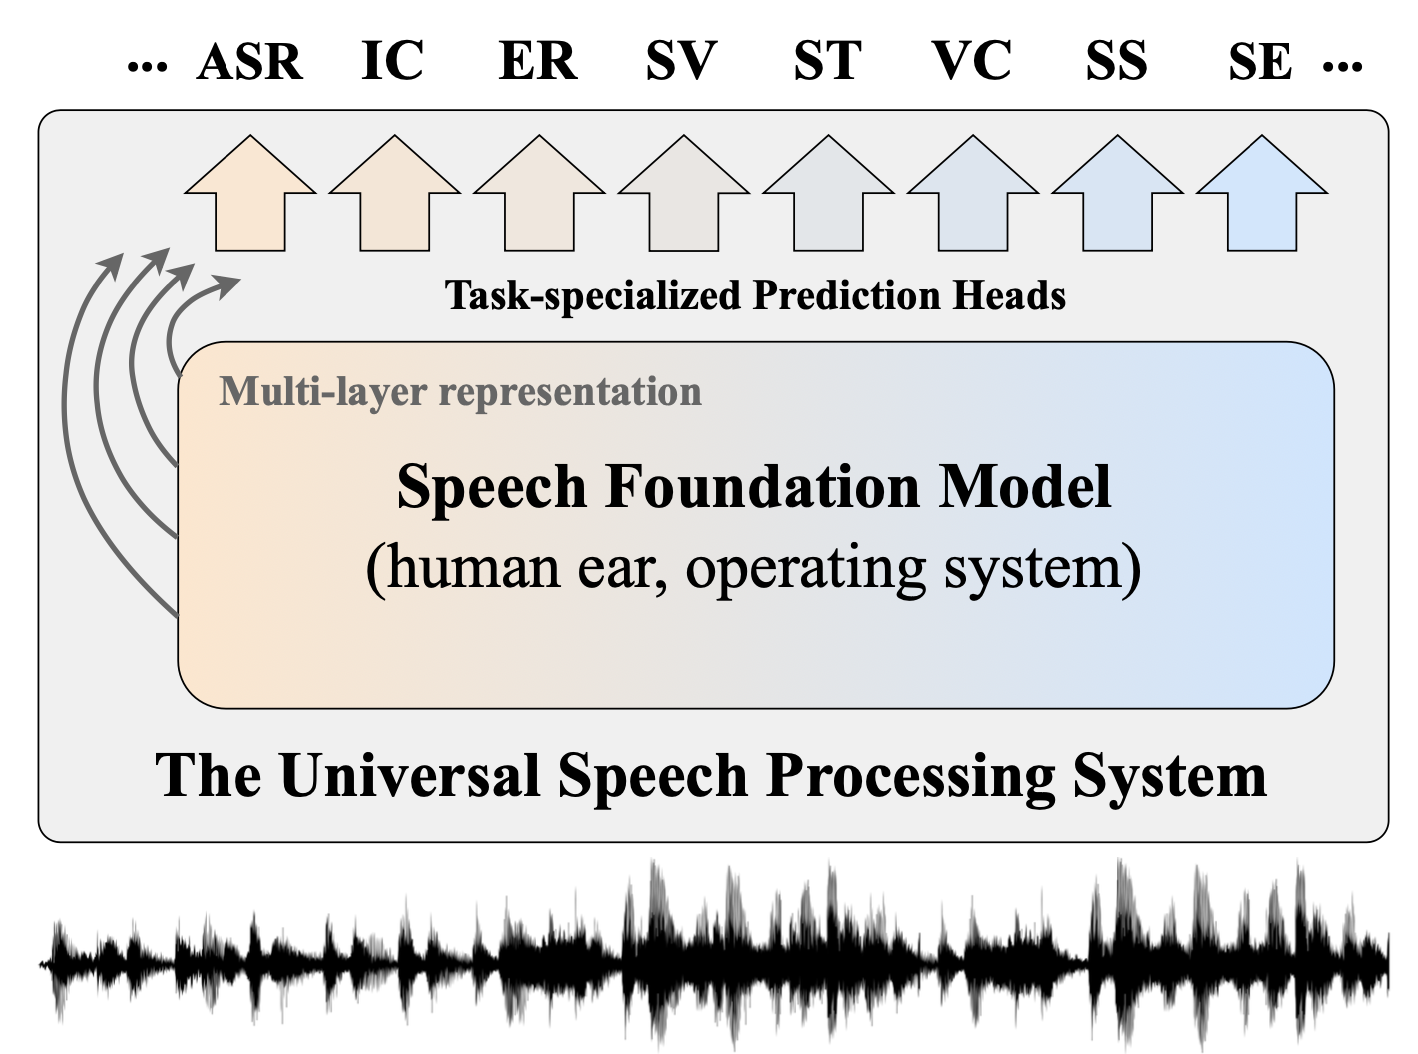 ... ASR IC ER SV ST VC SS SE ...
Task-specialized Prediction Heads
Multi-layer representation
Speech Foundation Model
(human ear, operating system)
The Universal Speech Processing System